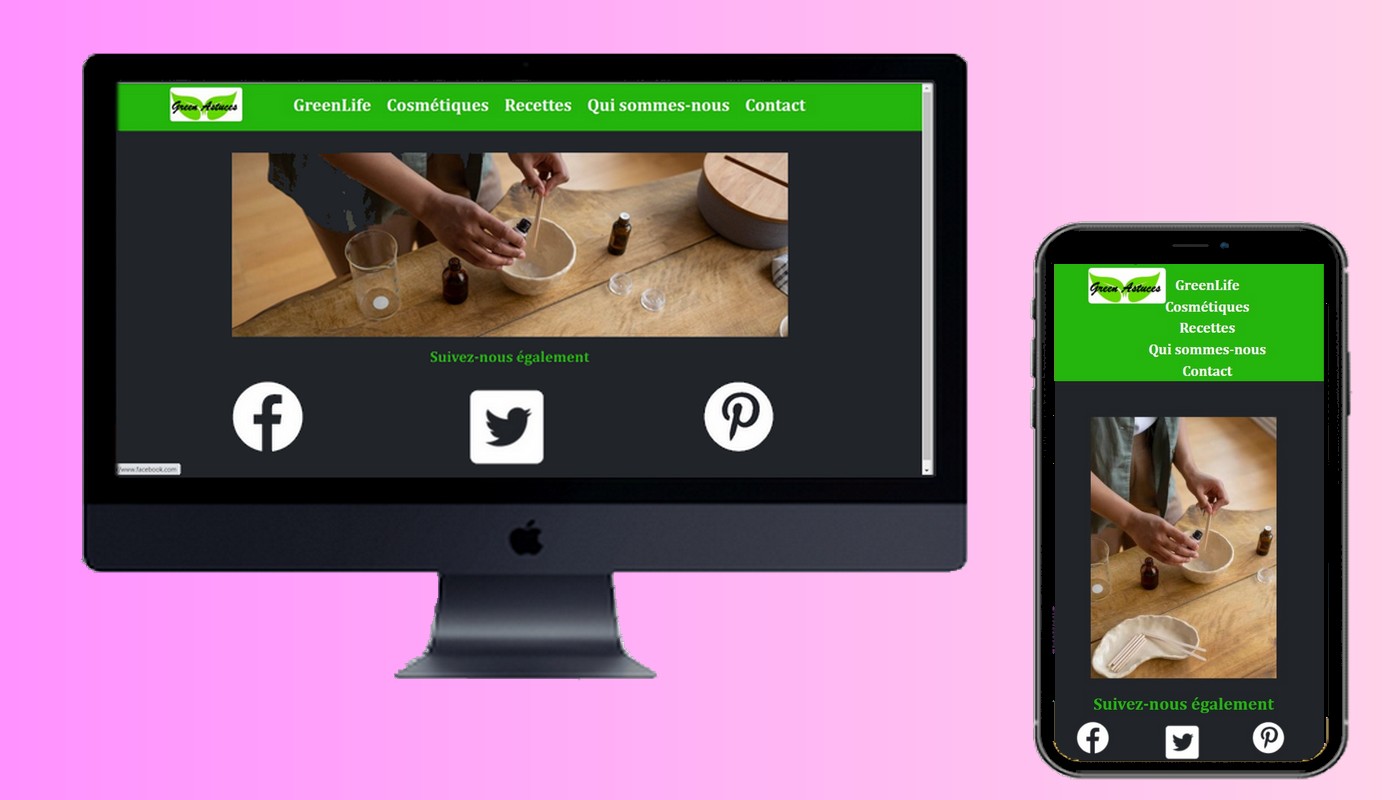 Green Astuces
GreenLife Cosmétiques Recettes Qui sommes-nous Contact
Suivez-nous également
/www.facebook.com
Green Astuces
GreenLife
Cosmétiques
Recettes
Qui sommes-nous
Contact
Suivez-nous également